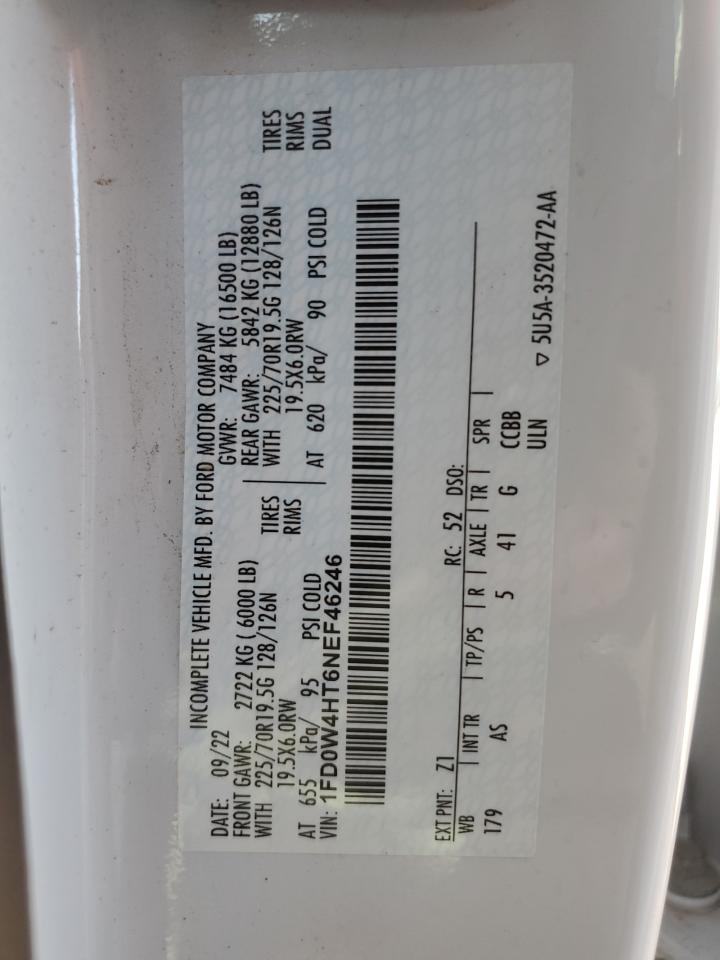 INCOMPLETE VEHICLE MFD. BY FORD MOTOR COMPANY
DATE: 09/22 GVWR: 7484 KG (16500 LB)
FRONT GAWR: 2722 KG ( 6000 LB) REAR GAWR: 5842 KG (12880 LB)
WITH 225/70R19.5G 128/126N TIRES WITH 225/70R19.5G 128/126N TIRES
19.5X6.0RW RIMS 19.5X6.0RW RIMS
AT 655 kPa/ 95 PSI COLD AT 620 kPa/ 90 PSI COLD DUAL
VIN: 1FD0W4HT6NEF46246
EXT PNT: Z1 RC: 52 DSO:
WB INT TR TP/PS R AXLE TR SPR
179 AS 5 41 G CCBB
ULN
▽ 5U5A-3520472-AA